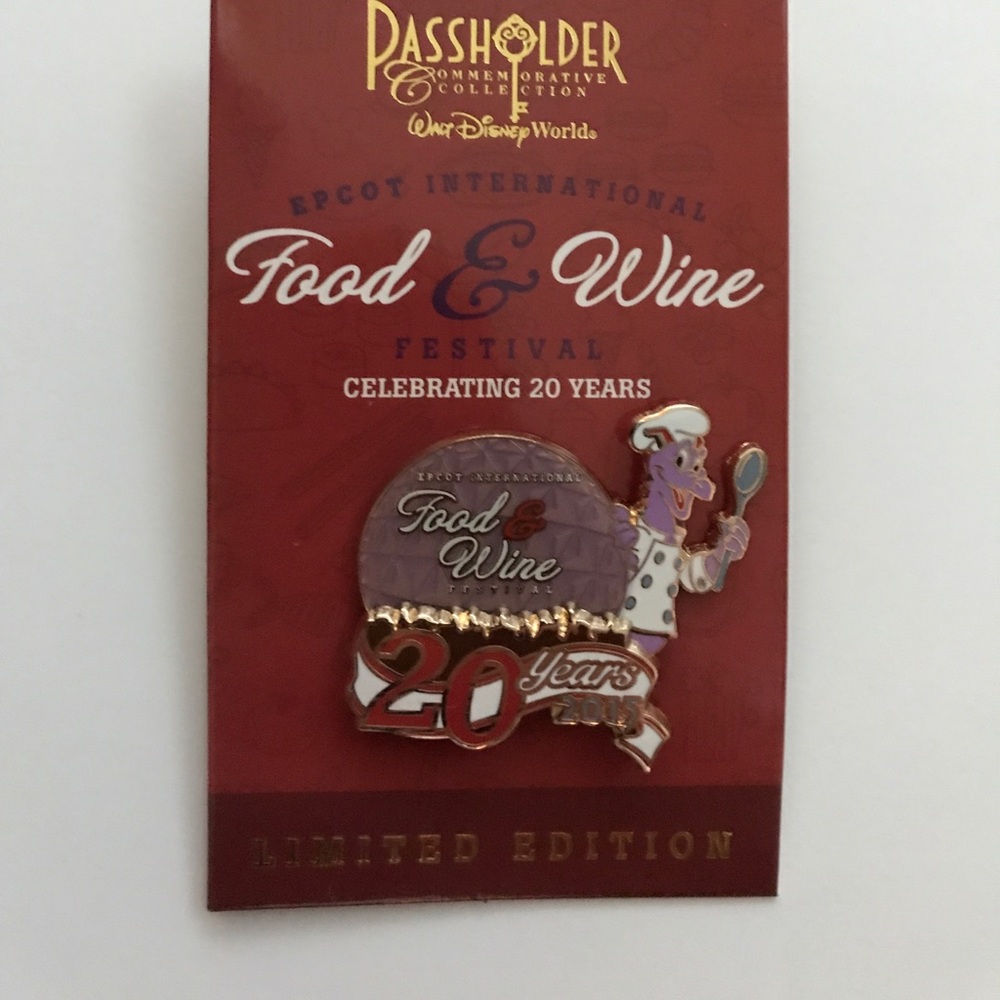 PASSHOLDER
COMMEMORATIVE
COLLECTION
Walt Disney World®
EPCOT INTERNATIONAL
Food & Wine
FESTIVAL
CELEBRATING 20 YEARS
EPCOT INTERNATIONAL
Food &
Wine
FESTIVAL
20 Years
2015
LIMITED EDITION